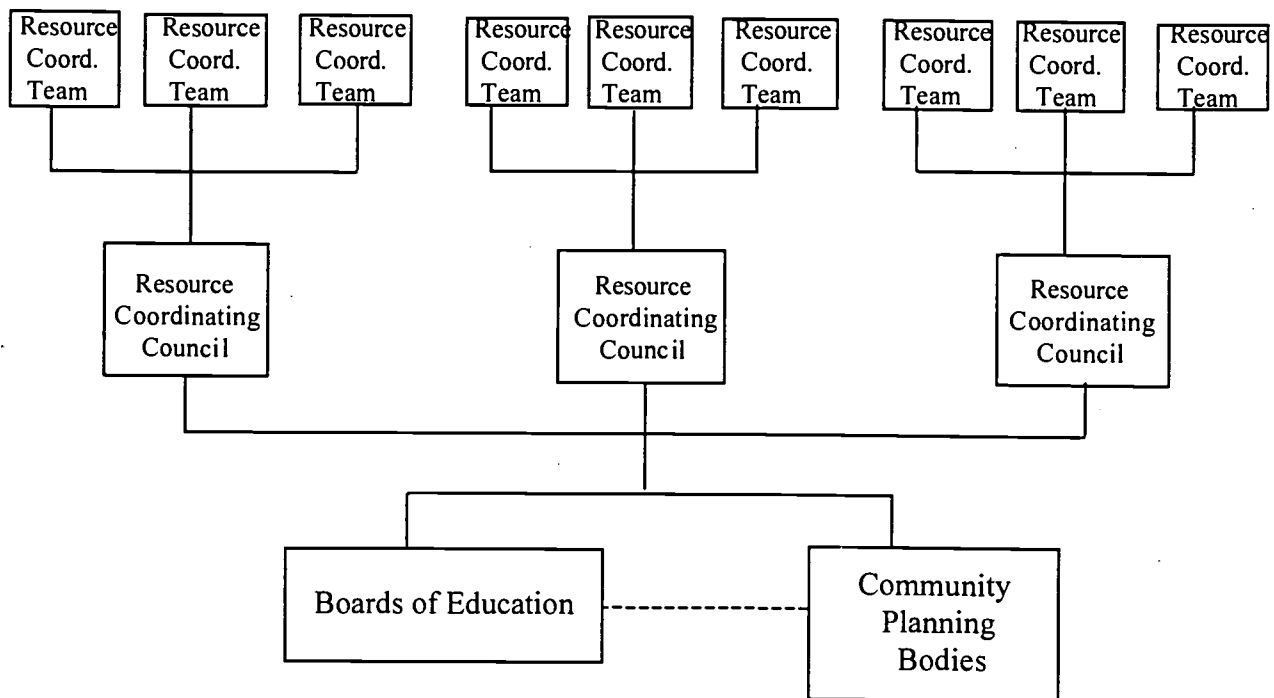 Resource
Coord.
Team
Resource
Coord.
Team
Resource
Coord.
Team
Resource
Coord.
Team
Resource
Coord.
Team
Resource
Coord.
Team
Resource
Coord.
Team
Resource
Coord.
Team
Resource
Coord.
Team
Resource
Coordinating
Council
Resource
Coordinating
Council
Resource
Coordinating
Council
Boards of Education
Community
Planning
Bodies